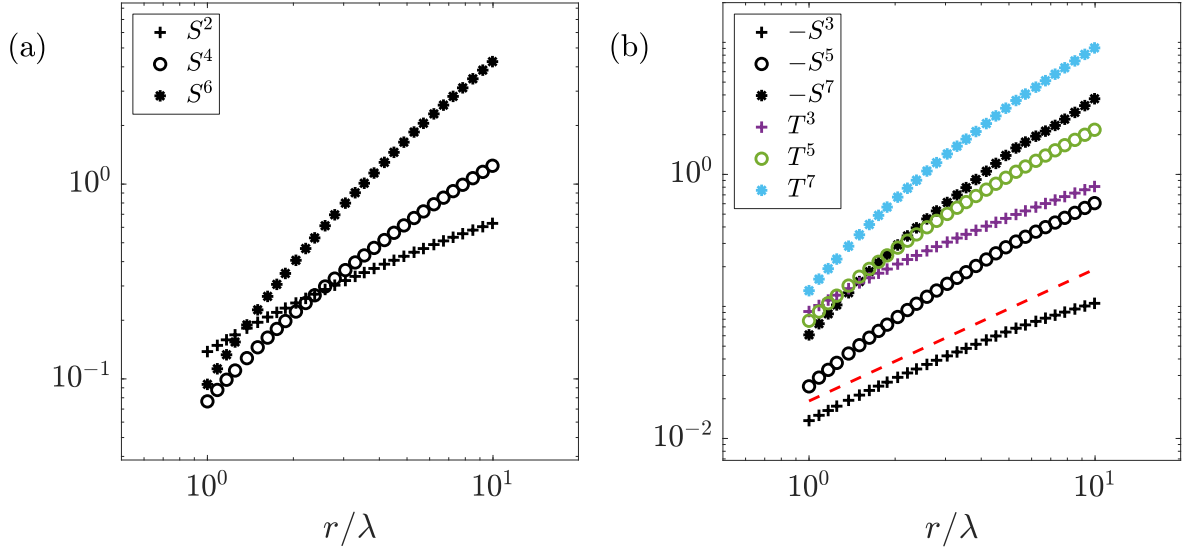 (a)
S^2
S^4
S^6
10^0
10^{-1}
10^0
10^1
r/λ
(b)
−S^3
−S^5
−S^7
T^3
T^5
T^7
10^0
10^{-2}
10^0
10^1
r/λ